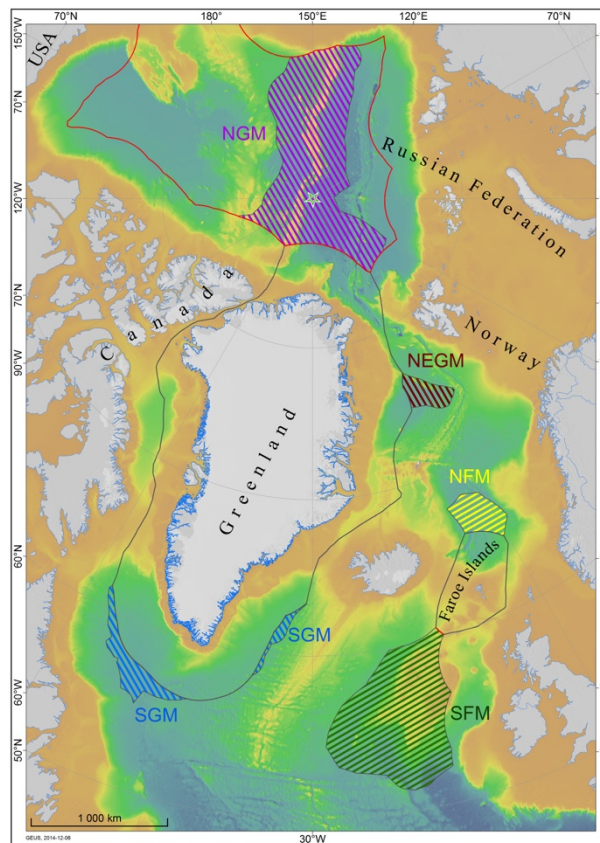 70°N 180° 150°E 120°E 70°N
150°W
USA
70°N
NGM
Russian Federation
120°W
Canada
70°N
Norway
90°W
NEGM
Greenland
NFM
60°N
Faroe Islands
SGM
60°W
SGM
SFM
50°N
1 000 km
GEUS, 2014-12-08
30°W